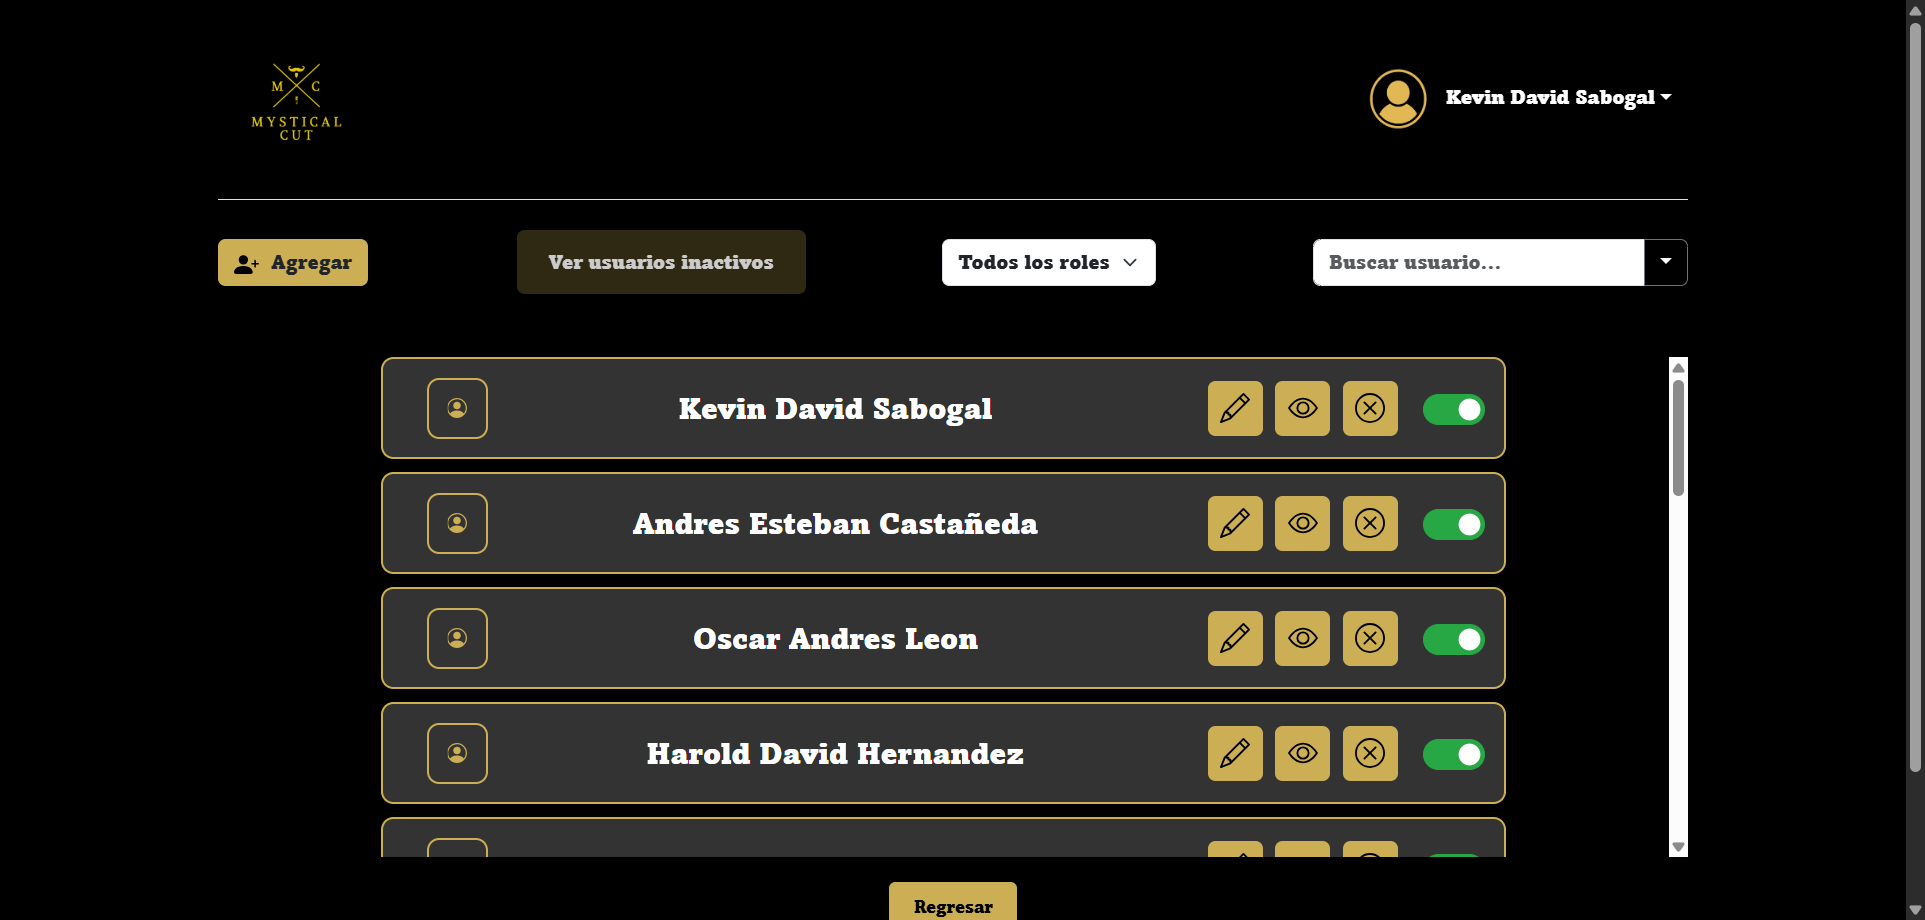 M C
MYSTICAL
CUT
Kevin David Sabogal
Agregar
Ver usuarios inactivos
Todos los roles
Buscar usuario...
Kevin David Sabogal
Andres Esteban Castañeda
Oscar Andres Leon
Harold David Hernandez
Regresar